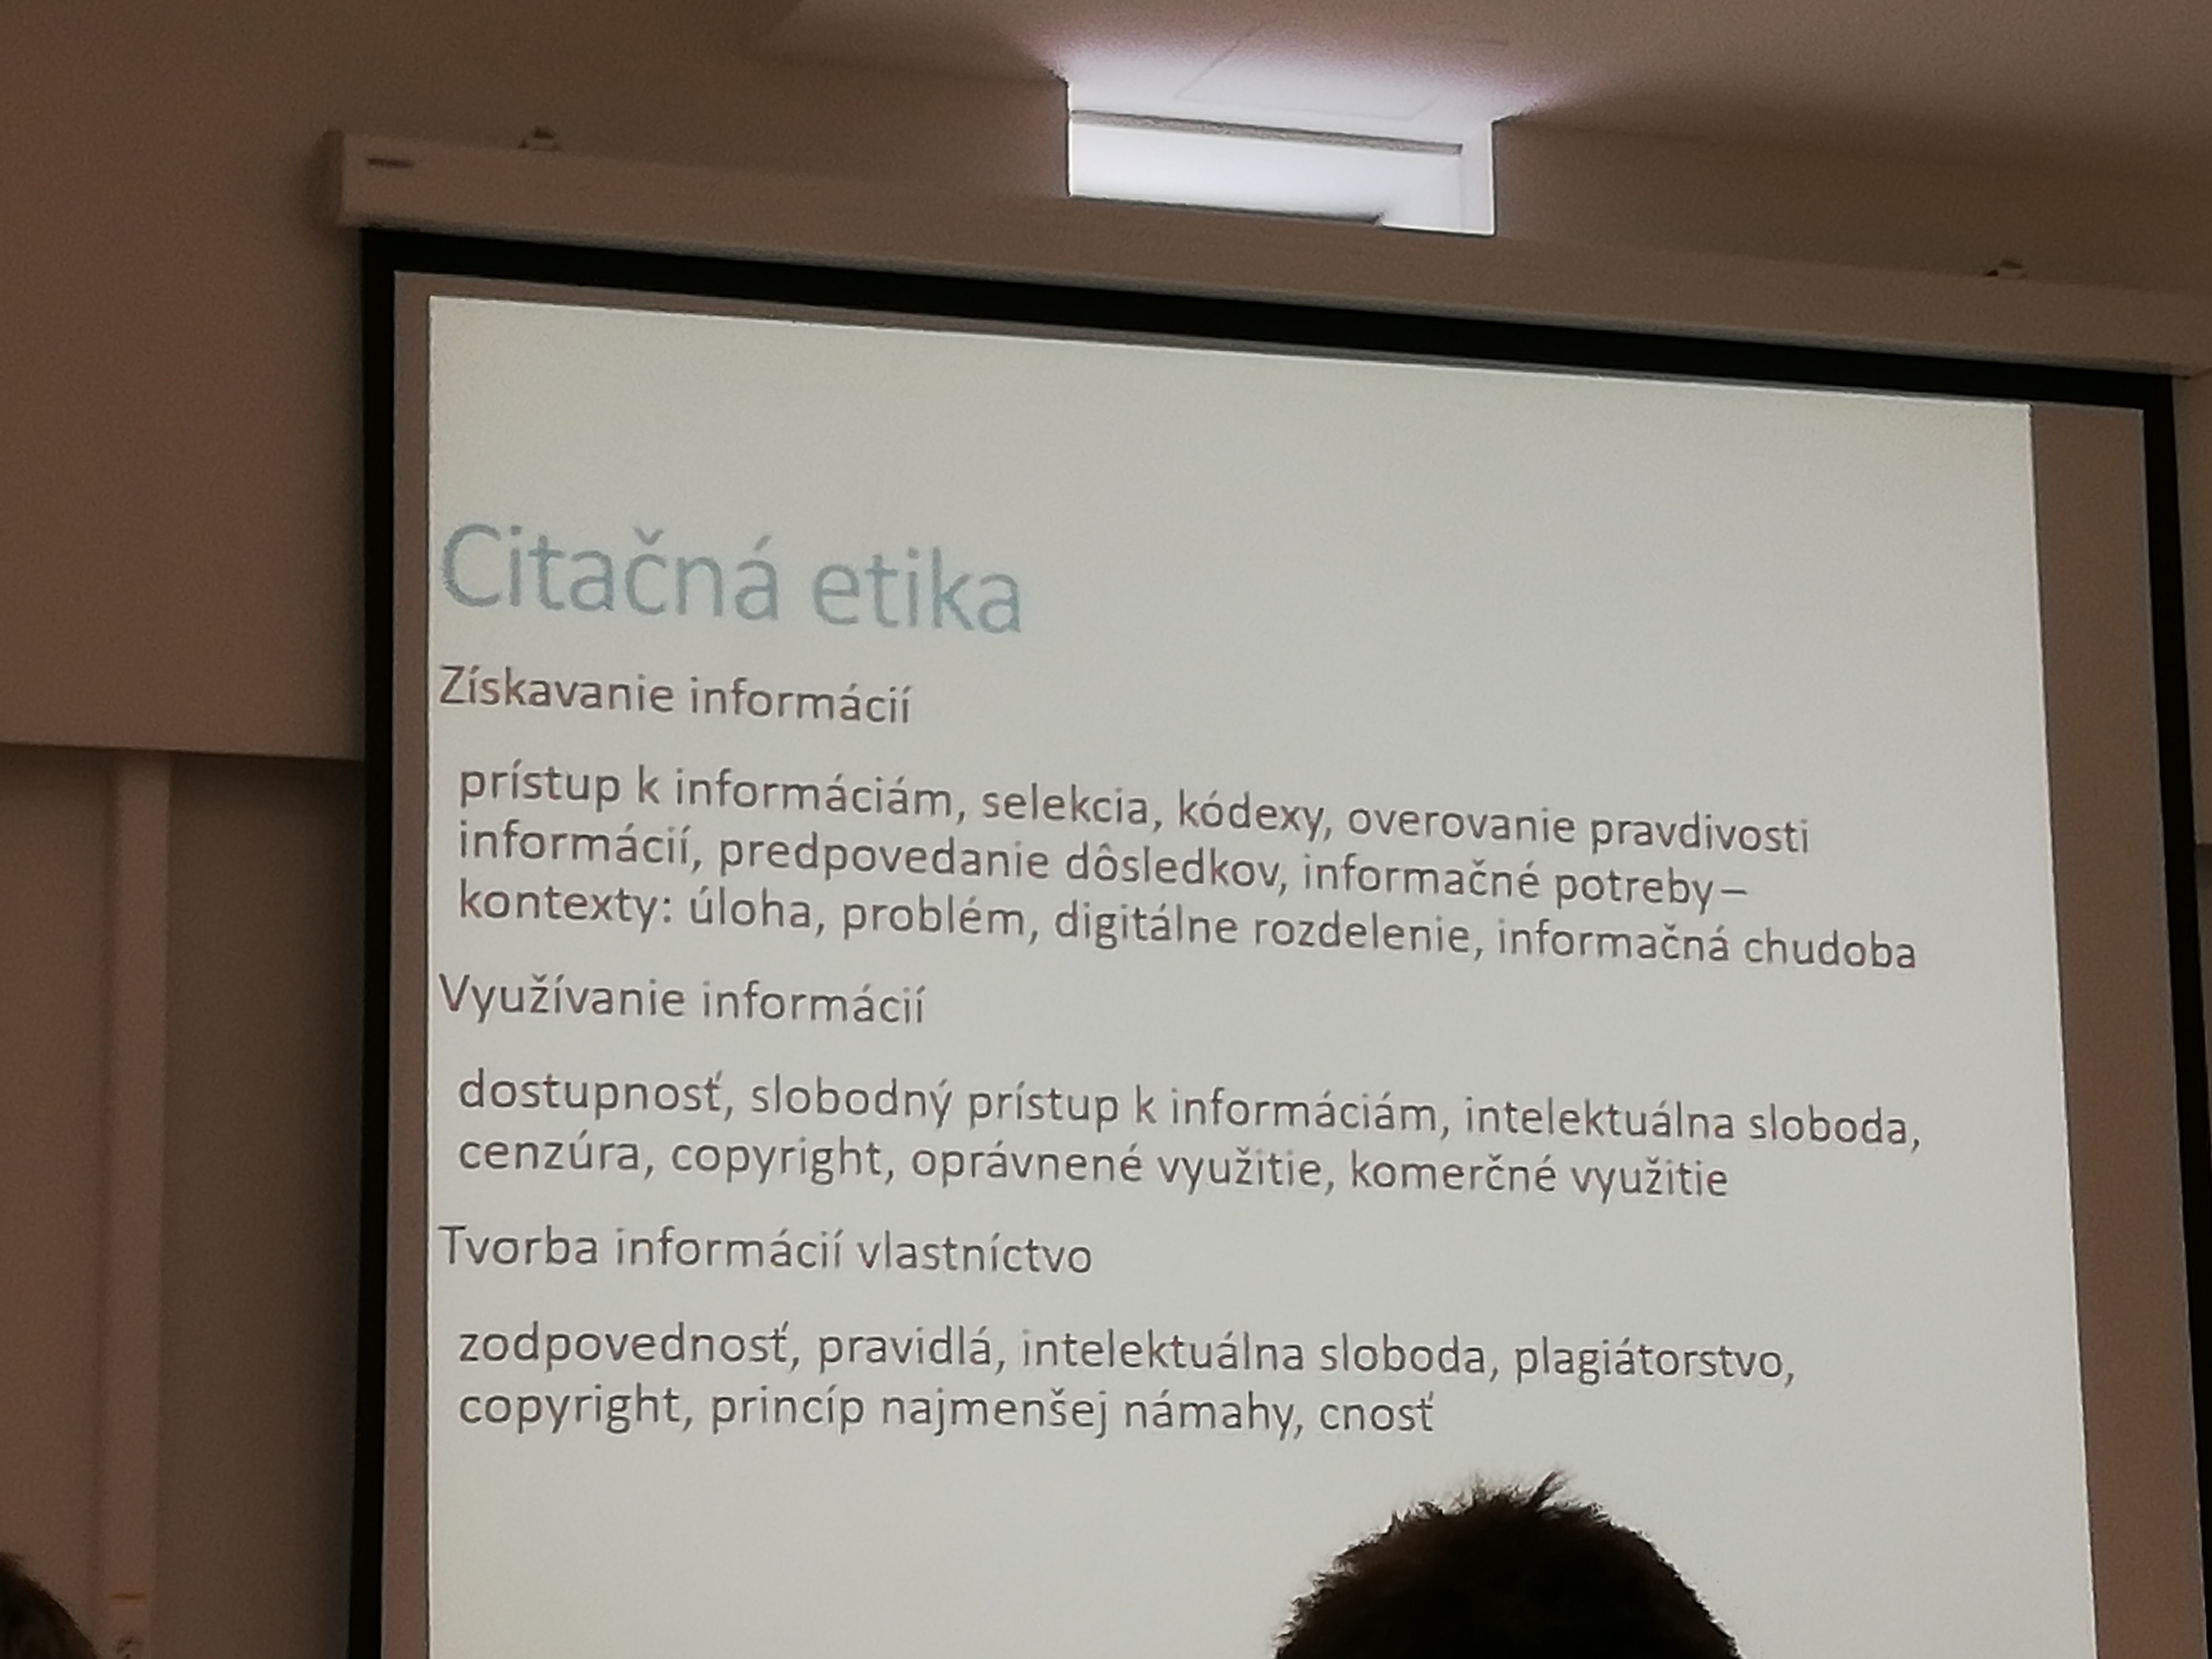 Citačná etika
Získavanie informácií
prístup k informáciám, selekcia, kódexy, overovanie pravdivosti
informácií, predpovedanie dôsledkov, informačné potreby–
kontexty: úloha, problém, digitálne rozdelenie, informačná chudoba
Využívanie informácií
dostupnosť, slobodný prístup k informáciám, intelektuálna sloboda,
cenzúra, copyright, oprávnené využitie, komerčné využitie
Tvorba informácií vlastníctvo
zodpovednosť, pravidlá, intelektuálna sloboda, plagiátorstvo,
copyright, princíp najmenšej námahy, cnosť